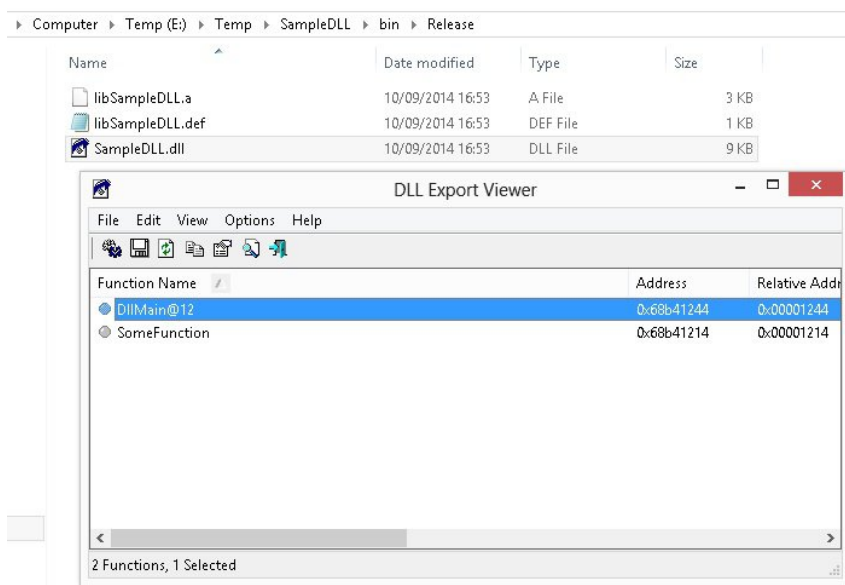 Computer Temp (E:) Temp SampleDLL bin Release
Name Date modified Type Size
libSampleDLL.a 10/09/2014 16:53 A File 3 KB
libSampleDLL.def 10/09/2014 16:53 DEF File 1 KB
SampleDLL.dll 10/09/2014 16:53 DLL File 9 KB
DLL Export Viewer
File Edit View Options Help
Function Name / Address Relative Addr
DllMain@12 0x68b41244 0x00001244
SomeFunction 0x68b41214 0x00001214
2 Functions, 1 Selected